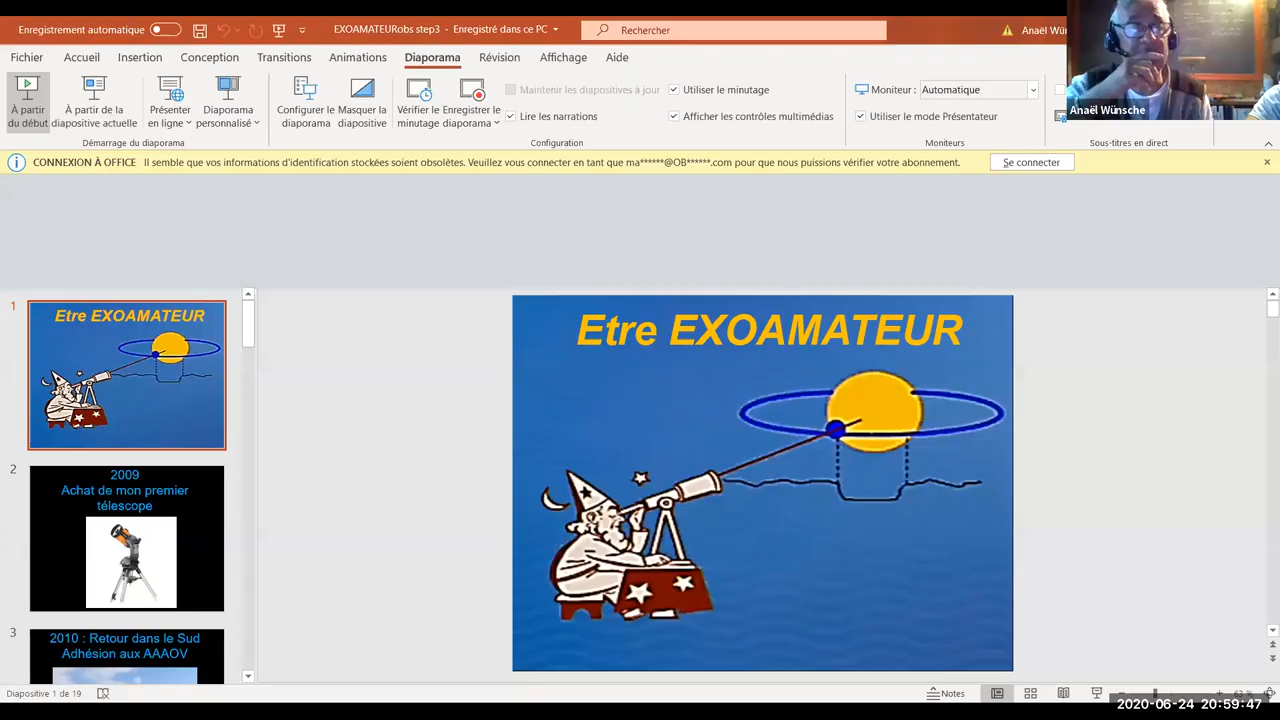 Enregistrement automatique
EXOAMATEURobs step3 - Enregistré dans ce PC
Rechercher
Anaël Wün
Fichier Accueil Insertion Conception Transitions Animations Diaporama Révision Affichage Aide
À partir du début
À partir de la diapositive actuelle
Présenter en ligne
Diaporama personnalisé
Configurer le diaporama
Masquer la diapositive
Vérifier le minutage
Enregistrer le diaporama
Maintenir les diapositives à jour
Utiliser le minutage
Lire les narrations
Afficher les contrôles multimédias
Moniteur : Automatique
Utiliser le mode Présentateur
Démarrage du diaporama
Configuration
Moniteurs
Sous-titres en direct
Anaël Wünsche
CONNEXION À OFFICE Il semble que vos informations d'identification stockées soient obsolètes. Veuillez vous connecter en tant que ma******@OB******.com pour que nous puissions vérifier votre abonnement.
Se connecter
1
Etre EXOAMATEUR
2
2009
Achat de mon premier
télescope
3
2010 : Retour dans le Sud
Adhésion aux AAAOV
Etre EXOAMATEUR
Diapositive 1 de 19
Notes
63 %
2020-06-24 20:59:47